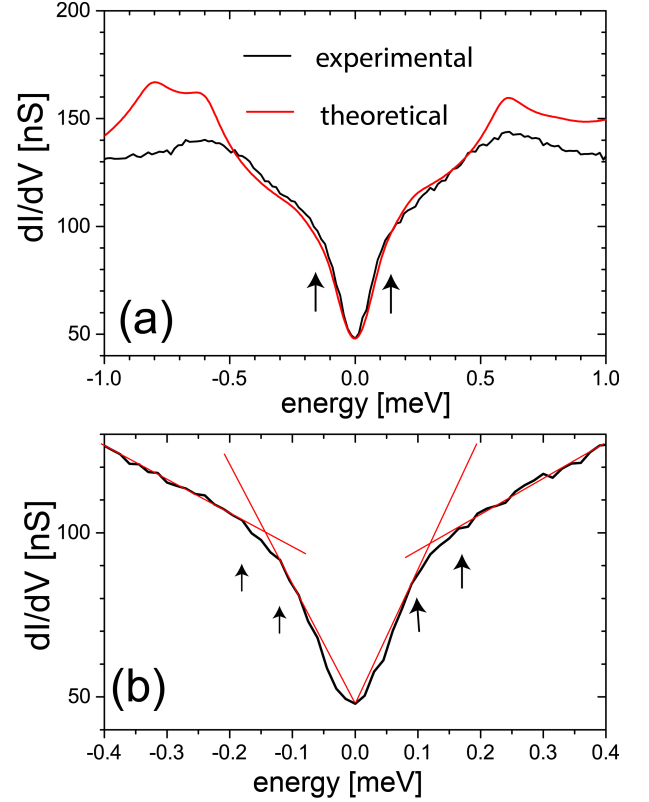 200
150
100
50
dI/dV [nS]
experimental
theoretical
(a)
-1.0 -0.5 0.0 0.5 1.0
energy [meV]
100
50
dI/dV [nS]
(b)
-0.4 -0.3 -0.2 -0.1 0.0 0.1 0.2 0.3 0.4
energy [meV]